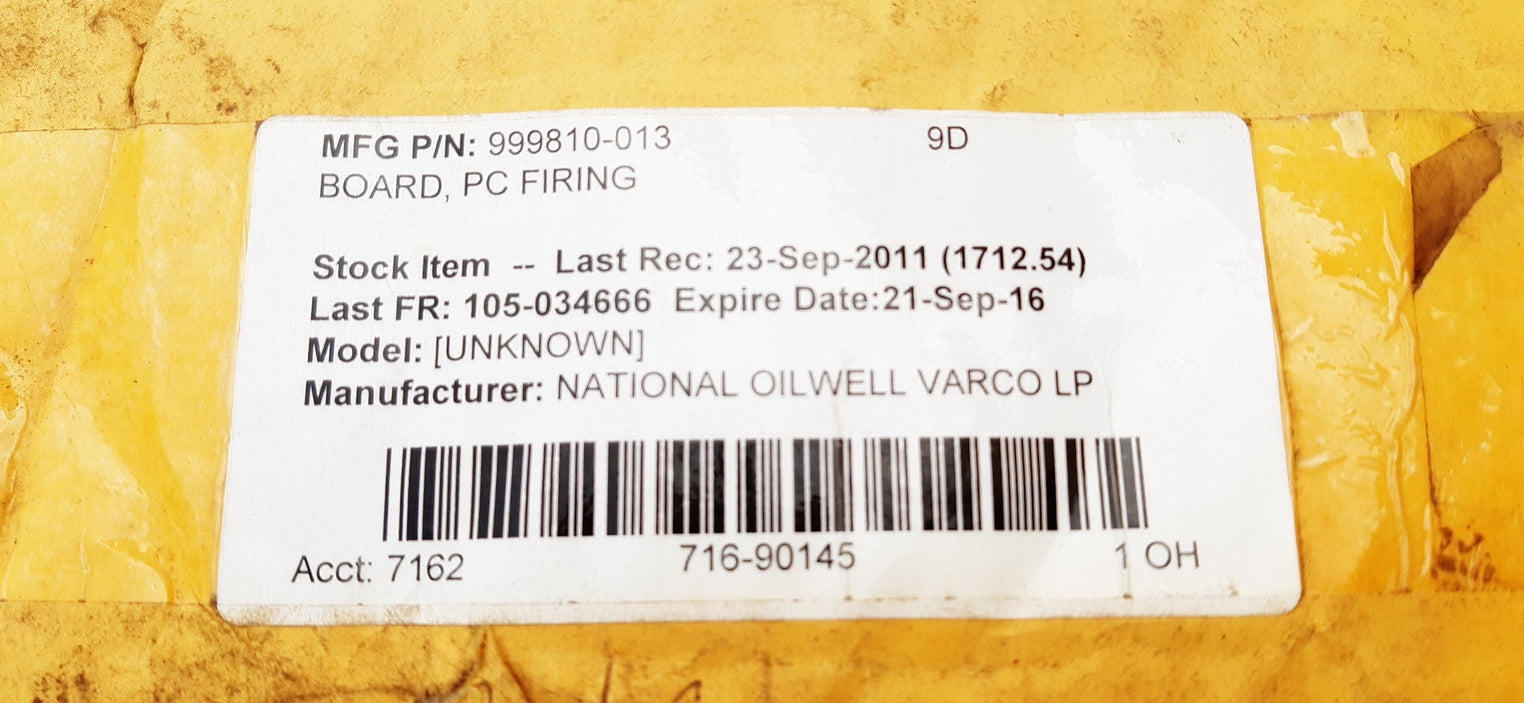 MFG P/N: 999810-013 9D
BOARD, PC FIRING
Stock Item -- Last Rec: 23-Sep-2011 (1712.54)
Last FR: 105-034666 Expire Date:21-Sep-16
Model: [UNKNOWN]
Manufacturer: NATIONAL OILWELL VARCO LP
Acct: 7162 716-90145 1 OH